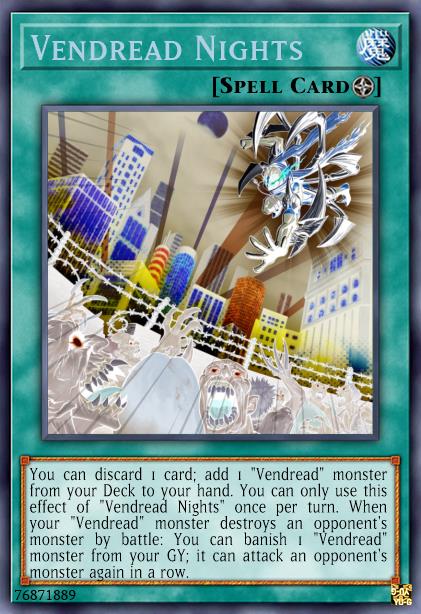 Vendread Nights
魔
[Spell Card]
You can discard 1 card; add 1 "Vendread" monster
from your Deck to your hand. You can only use this
effect of "Vendread Nights" once per turn. When
your "Vendread" monster destroys an opponent's
monster by battle: You can banish 1 "Vendread"
monster from your GY; it can attack an opponent's
monster again in a row.
76871889